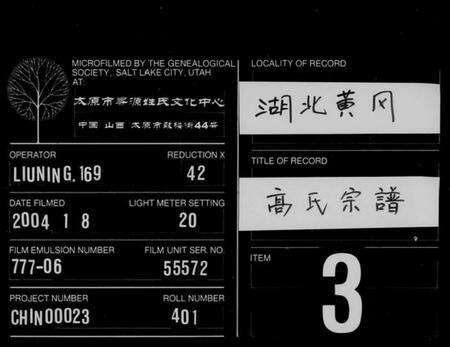 MICROFILMED BY THE GENEALOGICAL
SOCIETY, SALT LAKE CITY, UTAH
AT:
太原市寻源姓氏文化中心
中国 山西 太原市鼓楼街44号
OPERATOR
REDUCTION X
LIUNING.169
42
DATE FILMED
LIGHT METER SETTING
2004 1 8
20
FILM EMULSION NUMBER
FILM UNIT SER. NO.
777-06
55572
PROJECT NUMBER
ROLL NUMBER
CHIN00023
401
LOCALITY OF RECORD
湖北黄冈
TITLE OF RECORD
高氏宗譜
ITEM
3